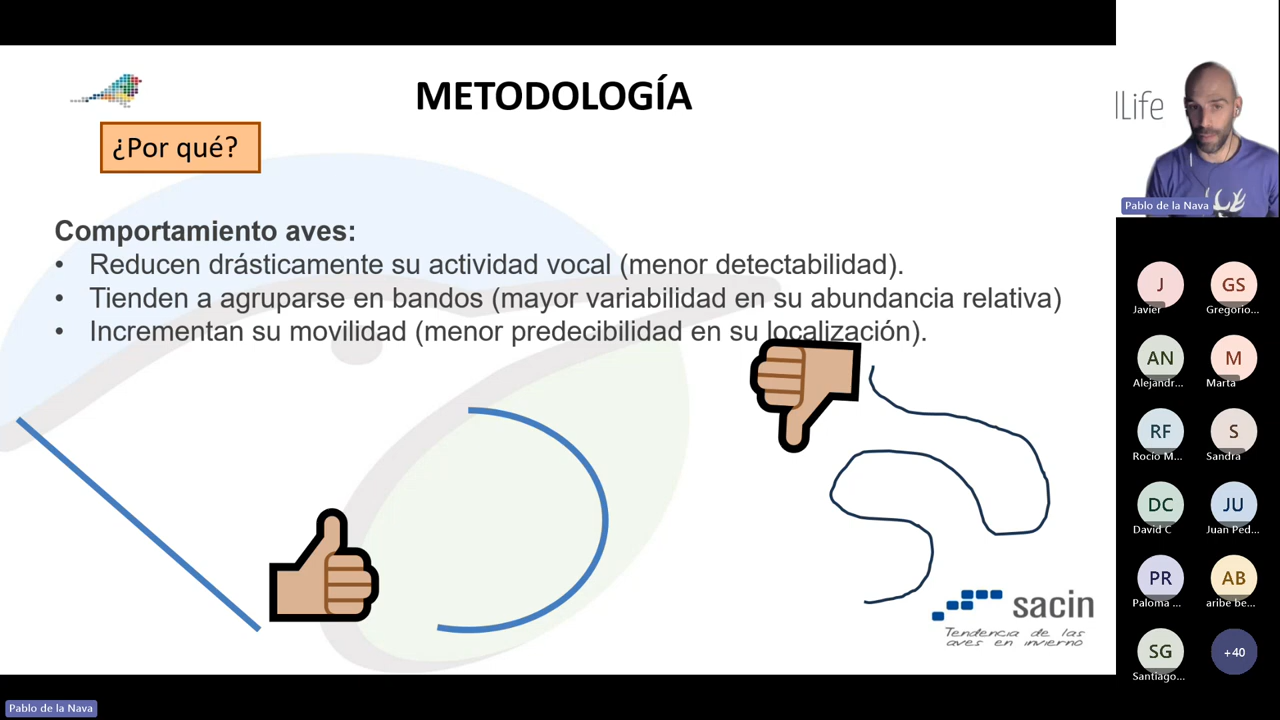 METODOLOGÍA
¿Por qué?
Comportamiento aves:
• Reducen drásticamente su actividad vocal (menor detectabilidad).
• Tienden a agruparse en bandos (mayor variabilidad en su abundancia relativa)
• Incrementan su movilidad (menor predecibilidad en su localización).
sacin
Tendencia de las
aves en invierno
lLife
Pablo de la Nava
J
GS
Javier
Gregorio...
AN
M
Alejandr...
Marta
RF
S
Rocío M...
Sandra
DC
JU
David C
Juan Ped...
PR
AB
Paloma ...
aribe be...
SG
+40
Santiago...
Pablo de la Nava